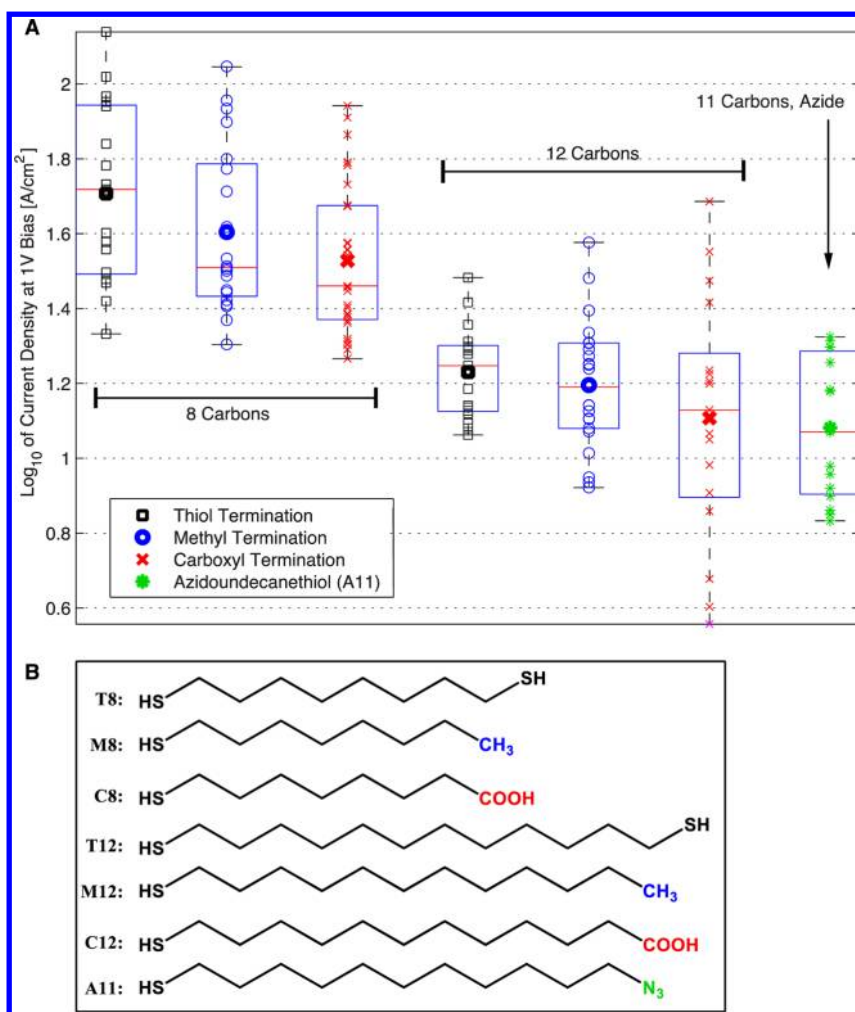 A
Log10 of Current Density at 1V Bias [A/cm²]
2
1.8
1.6
1.4
1.2
1
0.8
0.6
11 Carbons, Azide
12 Carbons
8 Carbons
Thiol Termination
Methyl Termination
Carboxyl Termination
Azidoundecanethiol (A11)
B
T8: HS SH
M8: HS CH3
C8: HS COOH
T12: HS SH
M12: HS CH3
C12: HS COOH
A11: HS N3